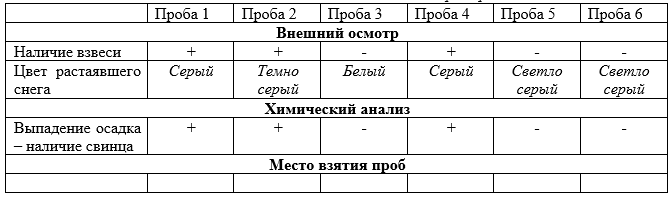 Проба 1 Проба 2 Проба 3 Проба 4 Проба 5 Проба 6
Внешний осмотр
Наличие взвеси + + - + - -
Цвет растаявшего снега Серый Темно серый Белый Серый Светло серый Светло серый
Химический анализ
Выпадение осадка – наличие свинца + + - + - -
Место взятия проб